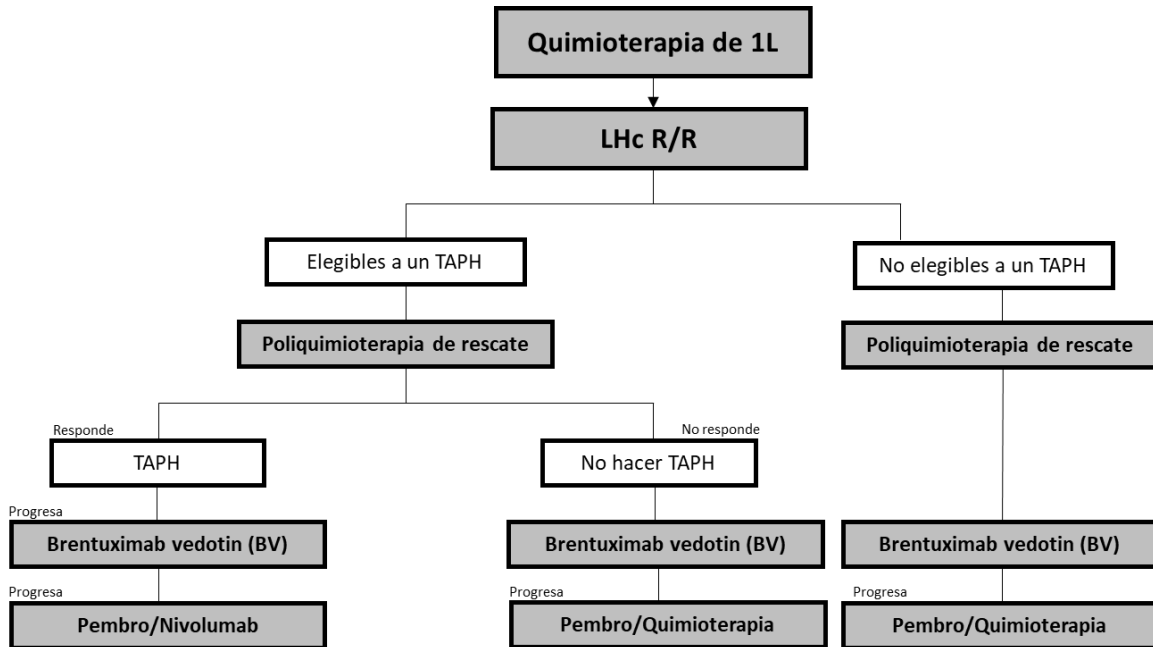 Quimioterapia de 1L
LHc R/R
Elegibles a un TAPH
No elegibles a un TAPH
Poliquimioterapia de rescate
Poliquimioterapia de rescate
Responde
No responde
TAPH
No hacer TAPH
Progresa
Brentuximab vedotin (BV)
Brentuximab vedotin (BV)
Brentuximab vedotin (BV)
Progresa
Progresa
Progresa
Pembro/Nivolumab
Pembro/Quimioterapia
Pembro/Quimioterapia